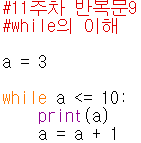 #11주차 반복문9
#while의 이해
a = 3
while a <= 10:
    print(a)
    a = a + 1